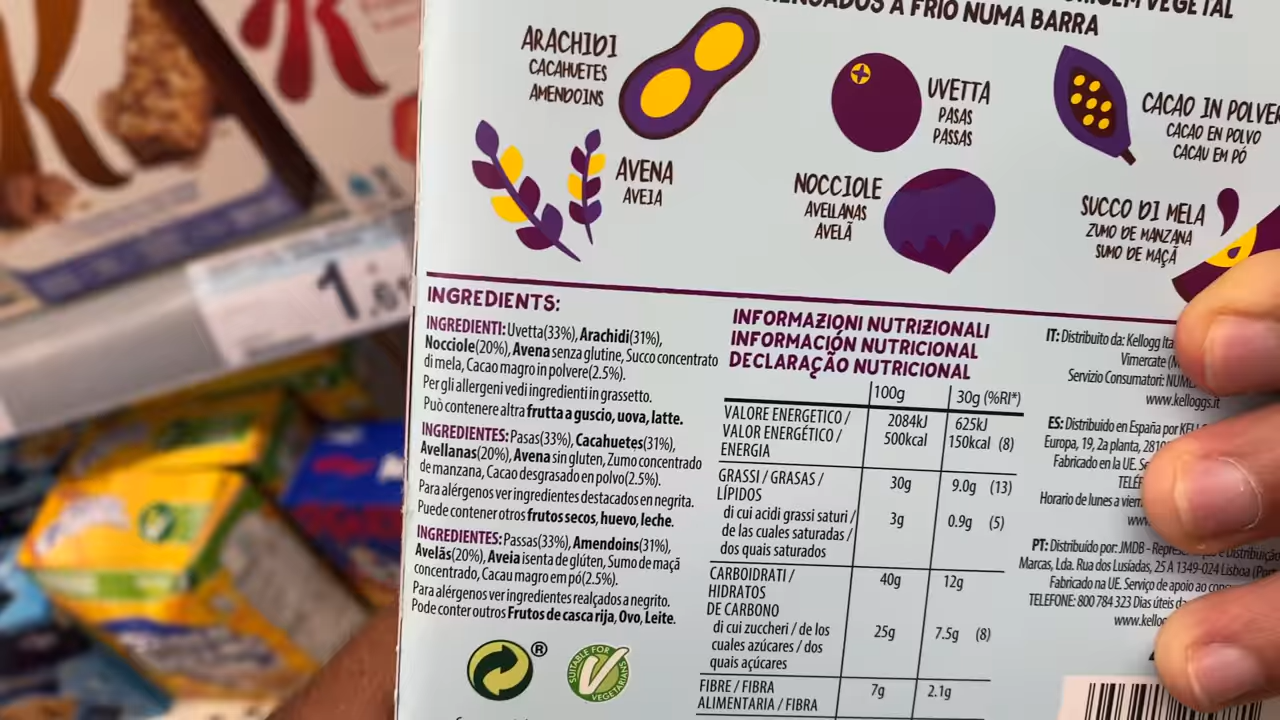 VEGETAL
A FRIO NUMA BARRA
ARACHIDI
CACAHUETES
AMENDOINS
UVETTA
PASAS
PASSAS
CACAO IN
CACAO EN POLVO
CACAU EM PÓ
AVENA
AVEIA
NOCCIOLE
AVELLANAS
AVELÃ
SUCCO DI MELA
ZUMO DE MANZANA
SUMO DE MAÇÃ
1
INGREDIENTS:
INGREDIENTI: Uvetta(33%), Arachidi(31%),
Nocciole(20%), Avena senza glutine, Succo concentrato
di mela, Cacao magro in polvere(2.5%).
Per gli allergeni vedi ingredienti in grassetto.
Può contenere altra frutta a guscio, uova, latte.
INGREDIENTES: Pasas(33%), Cacahuetes(31%),
Avellanas(20%), Avena sin gluten, Zumo concentrado
de manzana, Cacao desgrasado en polvo(2.5%).
Para alérgenos ver ingredientes destacados en negrita.
Puede contener otros frutos secos, huevo, leche.
INGREDIENTES: Passas(33%), Amendoins(31%),
Avelãs(20%), Aveia isenta de glúten, Sumo de maçã
concentrado, Cacau magro em pó(2.5%).
Para alérgenos ver ingredientes realçados a negrito.
Pode conter outros Frutos de casca rija, Ovo, Leite.
®
SUITABLE FOR VEGETARIANS
INFORMAZIONI NUTRIZIONALI
INFORMACIÓN NUTRICIONAL
DECLARAÇÃO NUTRICIONAL
100g 30g (%RI*)
VALORE ENERGETICO / 2084kJ 625kJ
VALOR ENERGÉTICO / 500kcal 150kcal (8)
ENERGIA
GRASSI / GRASAS / 30g 9.0g (13)
LÍPIDOS
di cui acidi grassi saturi / 3g 0.9g (5)
de las cuales saturadas /
dos quais saturados
CARBOIDRATI / 40g 12g
HIDRATOS
DE CARBONO
di cui zuccheri / de los 25g 7.5g (8)
cuales azúcares / dos
quais açúcares
FIBRE / FIBRA 7g 2.1g
ALIMENTARIA / FIBRA
IT: Distribuito da: Kellogg
Vimercate
Servizio Consumatori:
www.kelloggs.it
ES: Distribuido en España por
Europa, 19, 2a planta,
Fabricado en la UE.
Horario de lunes a
PT: Distribuído por: JMDB -
Marcas, Lda. Rua dos Lusíadas, 25 A 1349-024 Lisboa
Fabricado na UE. Serviço de apoio ao
TELEFONE: 800 784 323 Dias úteis